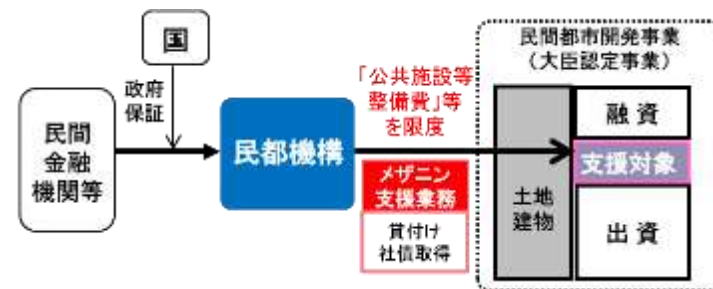 国
政府
保証
民間
金融
機関等
民都機構
「公共施設等
整備費」等
を限度
メザニン
支援業務
貸付け
社債取得
民間都市開発事業
（大臣認定事業）
土地
建物
融資
支援対象
出資